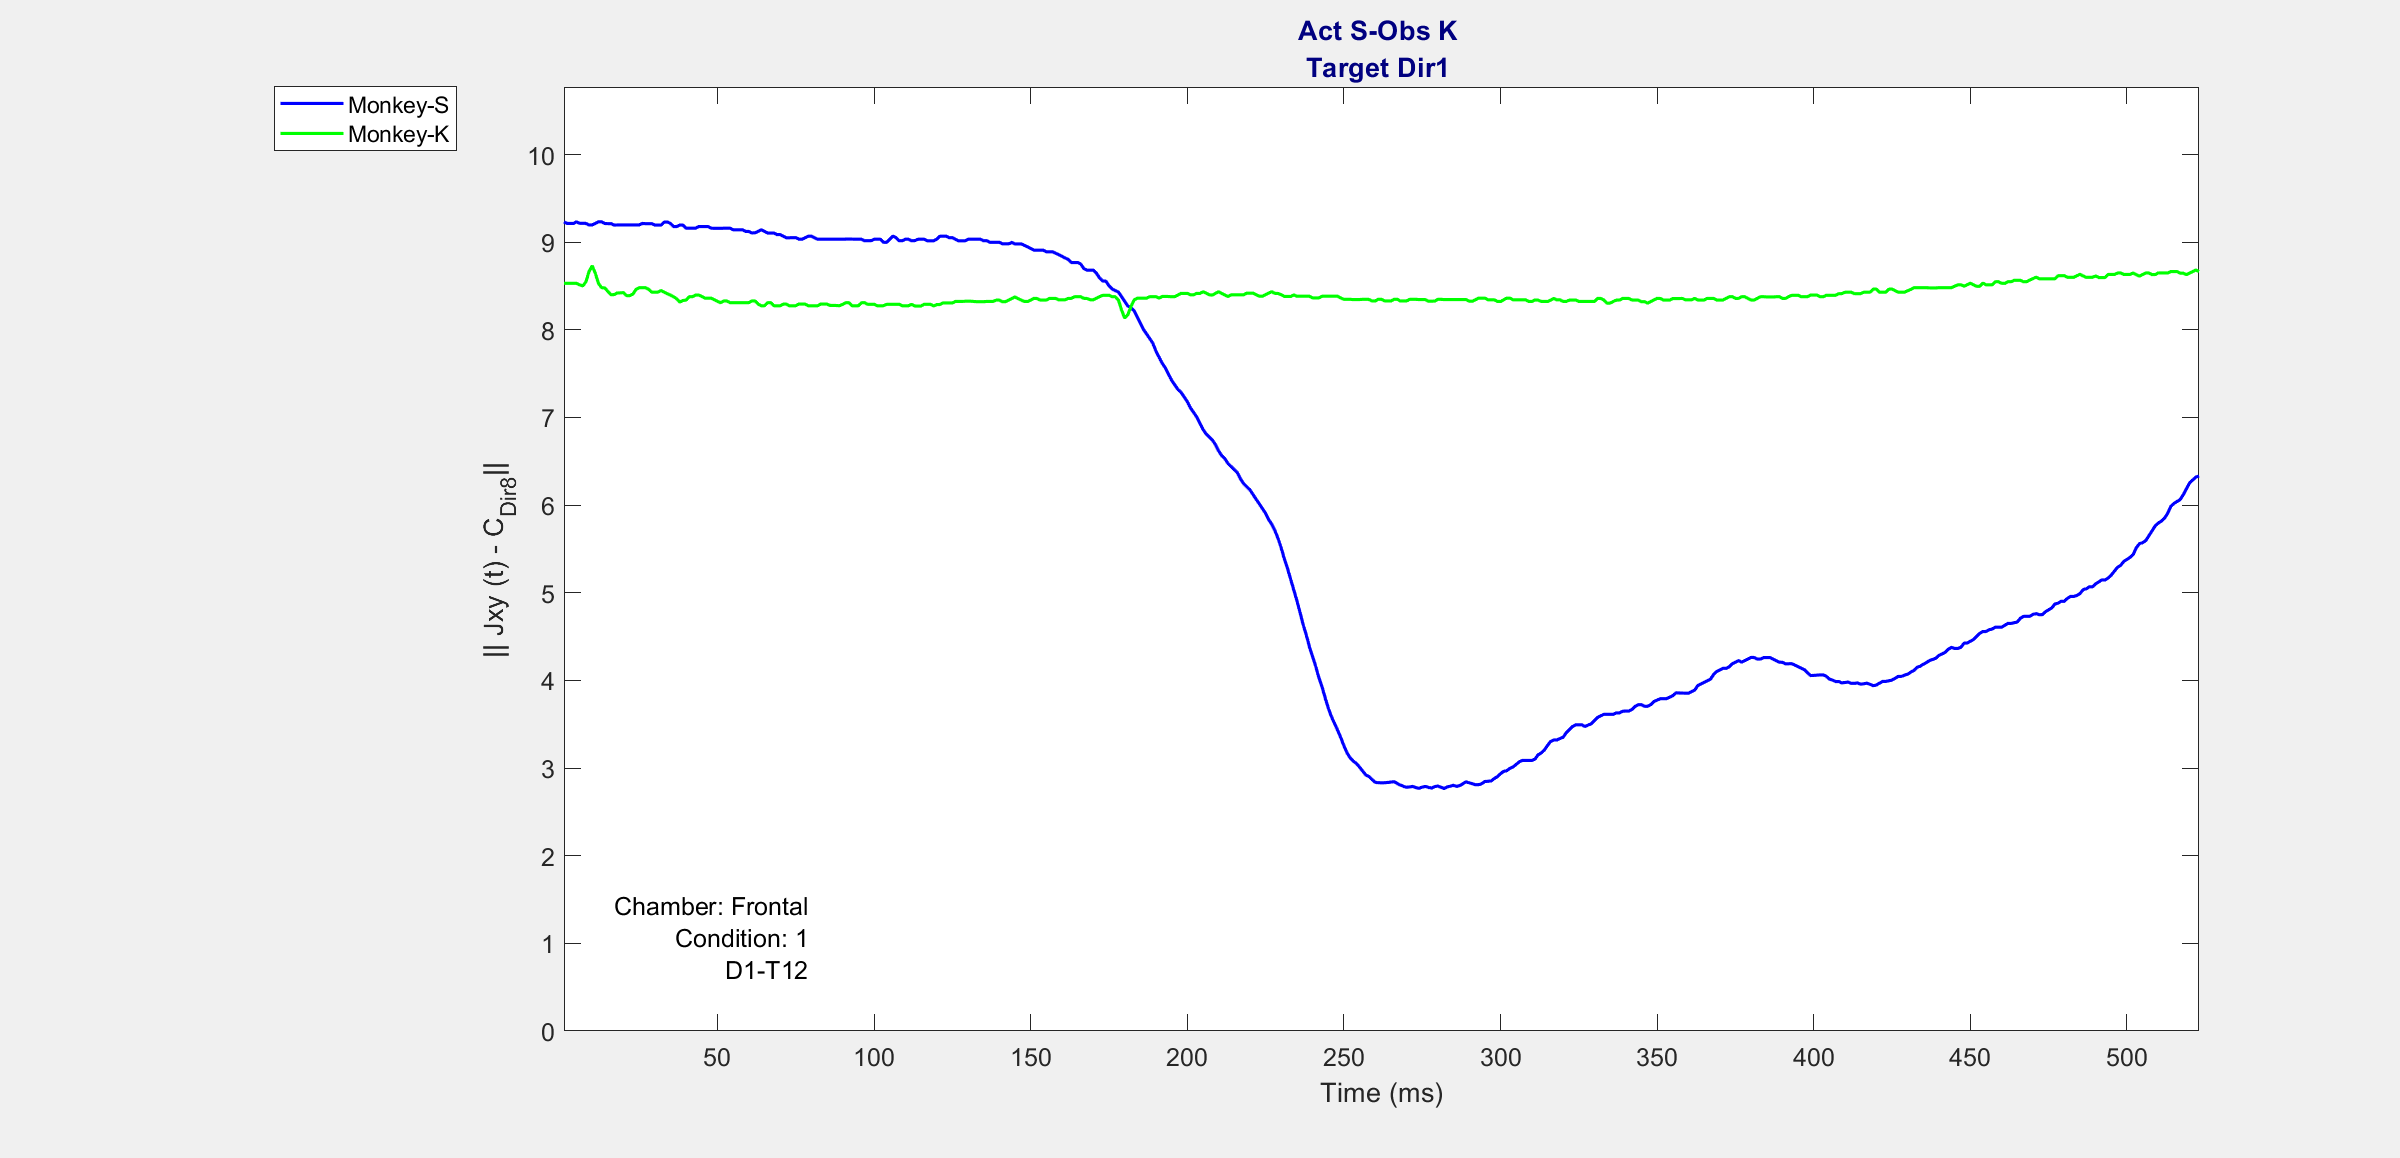 Act S-Obs K
Target Dir1
Monkey-S
Monkey-K
10
9
8
7
6
5
4
3
2
1
0
|| Jxy (t) - C_Dir8||
Chamber: Frontal
Condition: 1
D1-T12
50 100 150 200 250 300 350 400 450 500
Time (ms)